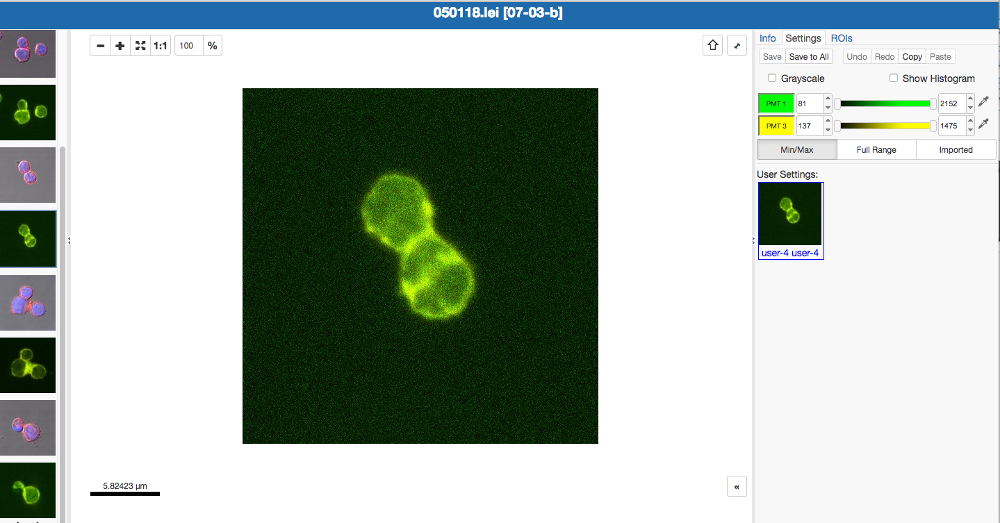 050118.lei [07-03-b]
1:1 100 %
Info Settings ROIs
Save Save to All Undo Redo Copy Paste
Grayscale Show Histogram
PMT 1 81 2152
PMT 3 137 1475
Min/Max Full Range Imported
User Settings:
user-4 user-4
5.82423 µm